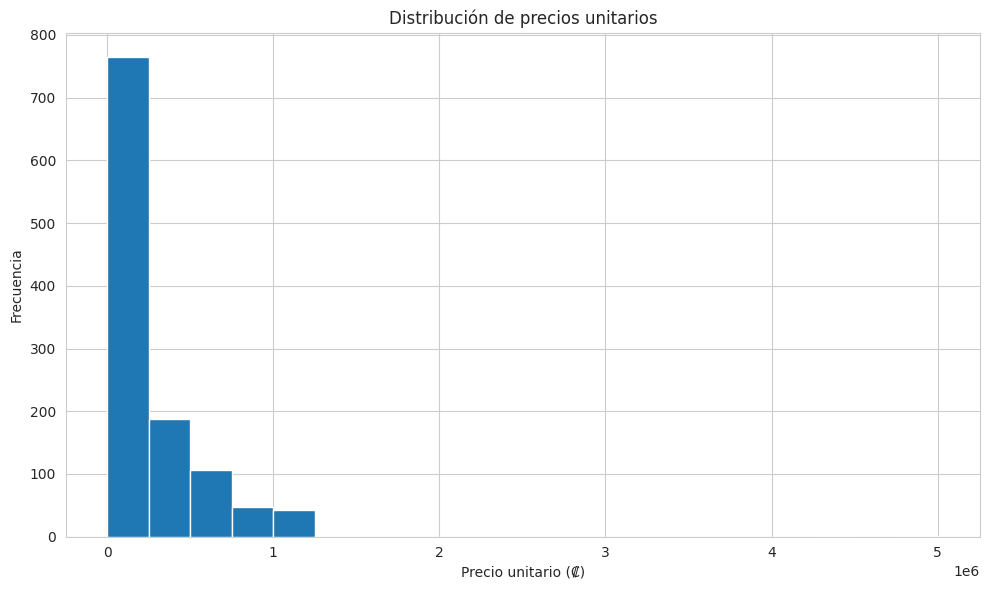 Distribución de precios unitarios
800
700
600
500
400
300
200
100
0
Frecuencia
0 1 2 3 4 5
1e6
Precio unitario (₡)